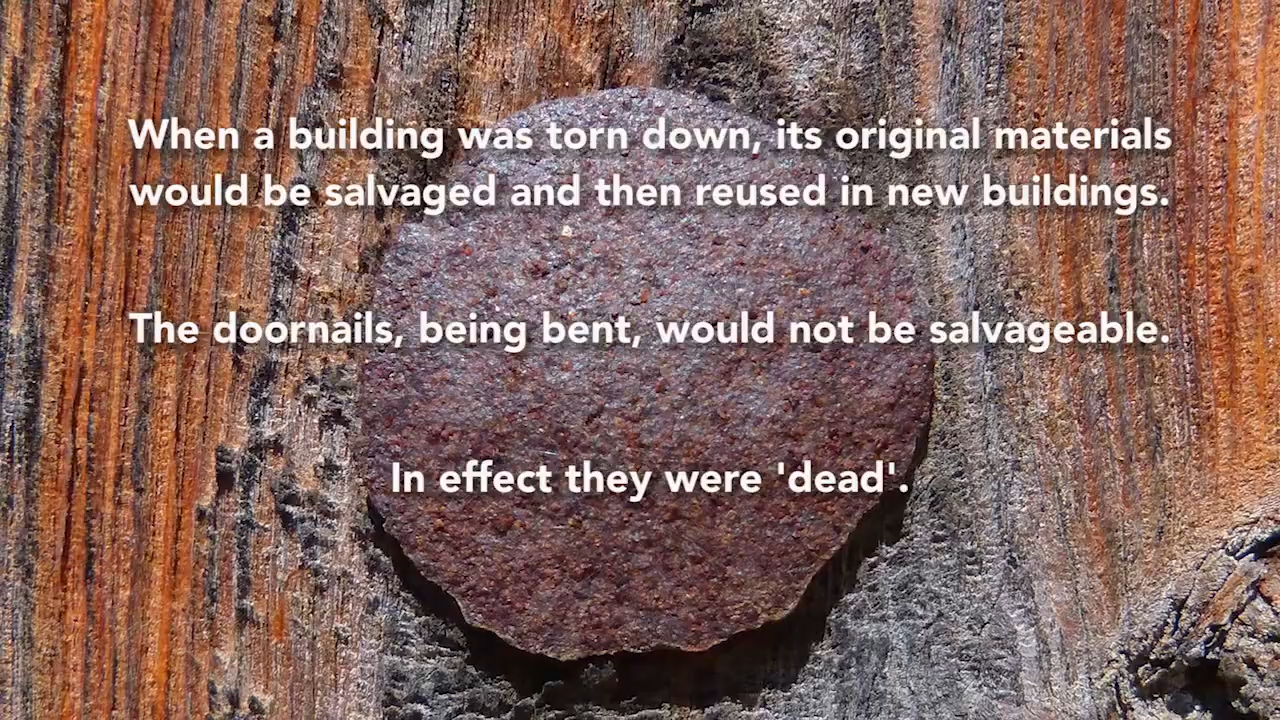 When a building was torn down, its original materials
would be salvaged and then reused in new buildings.
The doornails, being bent, would not be salvageable.
In effect they were 'dead'.